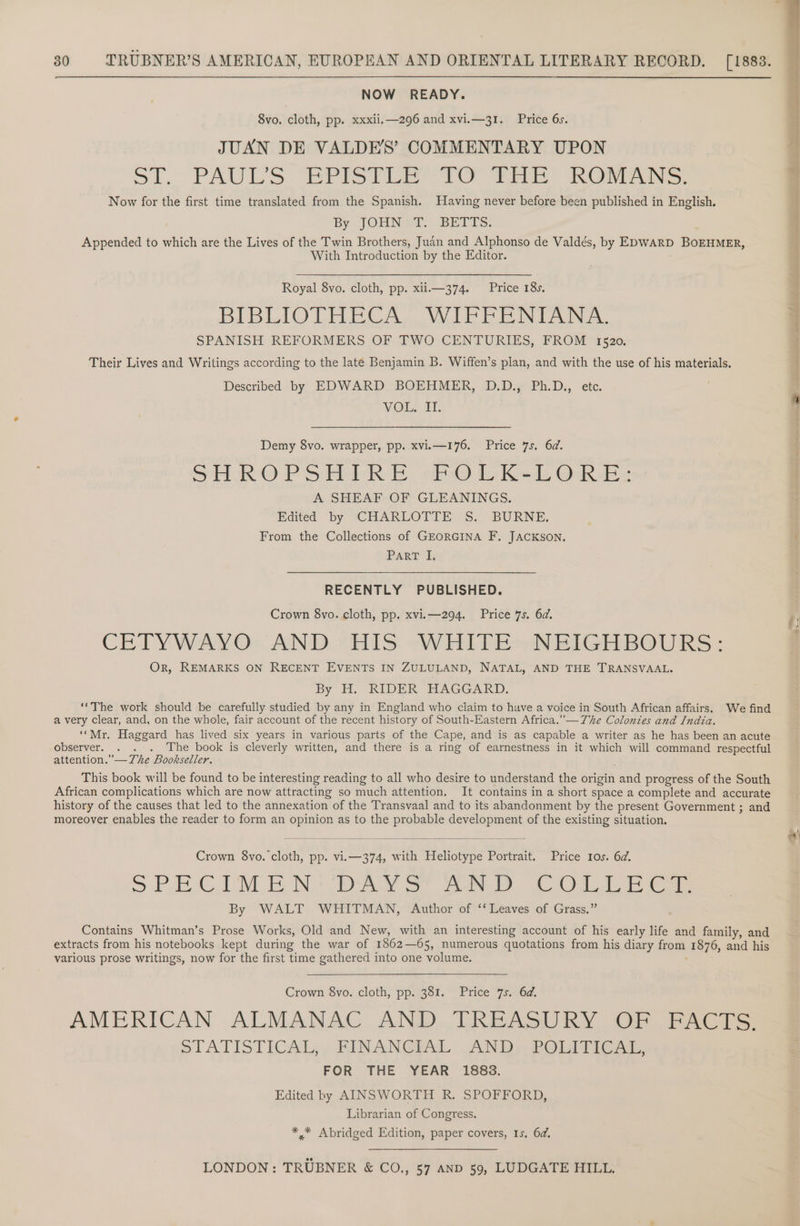 30 TRÜBNER'S AMERICAN, EUROPEAN AND ORIENTAL LITERARY RECORD. [1883.
NOW READY.
8vo. cloth, pp. xxxii.—296 and xvi.—31. Price 6s.
JUÁN DE VALDÉS' COMMENTARY UPON
ST. PAUL'S EPISTLE TO THE ROMANS.
Now for the first time translated from the Spanish. Having never before been published in English.
By JOHN T. BETTS.
Appended to which are the Lives of the Twin Brothers, Juán and Alphonso de Valdés, by EDWARD BOEHMER,
With Introduction by the Editor.
Royal 8vo. cloth, pp. xii.—374. Price 18s.
BIBLIOTHECA WIFFENIANA.
SPANISH REFORMERS OF TWO CENTURIES, FROM 1520.
Their Lives and Writings according to the late Benjamin B. Wiffen's plan, and with the use of his materials.
Described by EDWARD BOEHMER, D.D., Ph.D., etc.
VOL. II.
Demy 8vo. wrapper, pp. xvi.—176. Price 7s. 6d.
SHROPSHIRE FOLK-LORE:
A SHEAF OF GLEANINGS.
Edited by CHARLOTTE S. BURNE.
From the Collections of GEORGINA F. JACKSON.
PART I.
RECENTLY PUBLISHED.
Crown 8vo. cloth, pp. xvi.—294. Price 7s. 6d.
CETYWAYO AND HIS WHITE NEIGHBOURS:
OR, REMARKS ON RECENT EVENTS IN ZULULAND, NATAL, AND THE TRANSVAAL.
By H. RIDER HAGGARD.
"The work should be carefully studied by any in England who claim to have a voice in South African affairs. We find
a very clear, and, on the whole, fair account of the recent history of South-Eastern Africa."—The Colonies and India.
"Mr. Haggard has lived six years in various parts of the Cape, and is as capable a writer as he has been an acute
observer. . . . The book is cleverly written, and there is a ring of earnestness in it which will command respectful
attention."—The Bookseller.
This book will be found to be interesting reading to all who desire to understand the origin and progress of the South
African complications which are now attracting so much attention. It contains in a short space a complete and accurate
history of the causes that led to the annexation of the Transvaal and to its abandonment by the present Government; and
moreover enables the reader to form an opinion as to the probable development of the existing situation.
Crown 8vo. cloth, pp. vi.—374, with Heliotype Portrait. Price 10s. 6d.
SPECIMEN DAYS AND COLLECT.
By WALT WHITMAN, Author of "Leaves of Grass."
Contains Whitman's Prose Works, Old and New, with an interesting account of his early life and family, and
extracts from his notebooks kept during the war of 1862—65, numerous quotations from his diary from 1876, and his
various prose writings, now for the first time gathered into one volume.
Crown 8vo. cloth, pp. 381. Price 7s. 6d.
AMERICAN ALMANAC AND TREASURY OF FACTS,
STATISTICAL, FINANCIAL AND POLITICAL,
FOR THE YEAR 1883.
Edited by AINSWORTH R. SPOFFORD,
Librarian of Congress.
*** Abridged Edition, paper covers, 1s. 6d.
LONDON: TRÜBNER & CO., 57 AND 59, LUDGATE HILL.